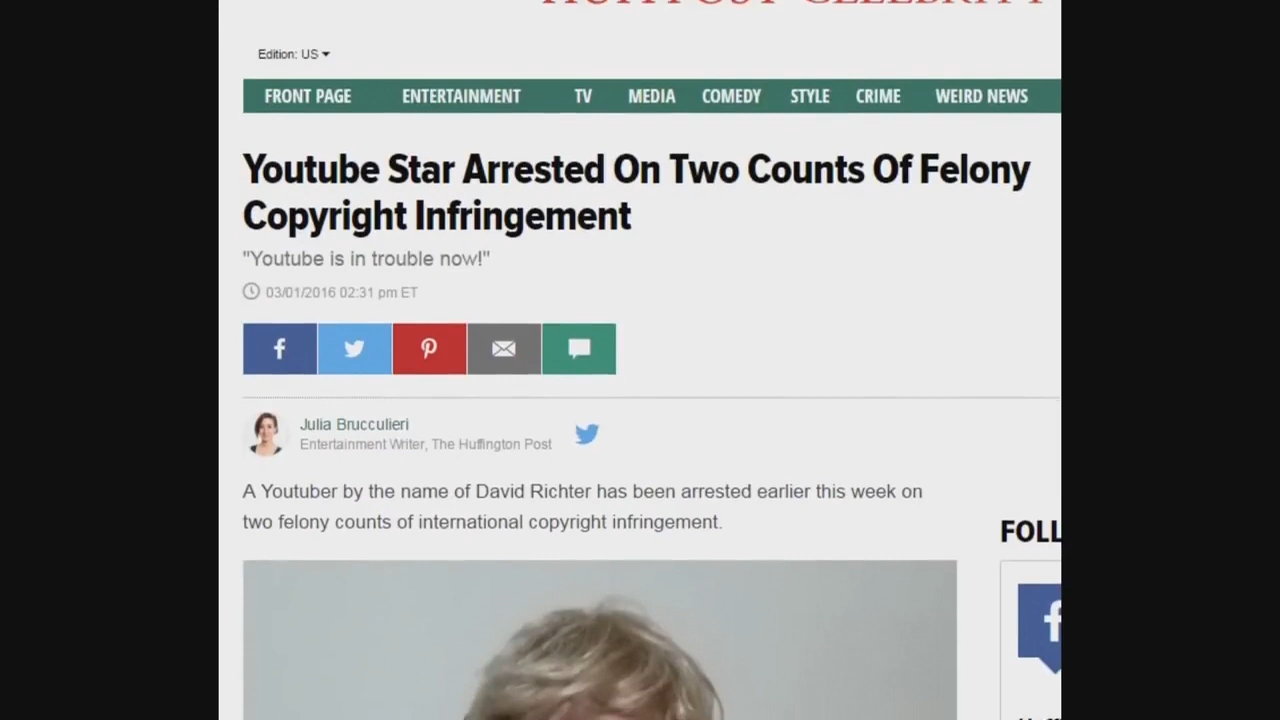 Edition: US
FRONT PAGE ENTERTAINMENT TV MEDIA COMEDY STYLE CRIME WEIRD NEWS
Youtube Star Arrested On Two Counts Of Felony
Copyright Infringement
"Youtube is in trouble now!"
03/01/2016 02:31 pm ET
Julia Brucculieri
Entertainment Writer, The Huffington Post
A Youtuber by the name of David Richter has been arrested earlier this week on
two felony counts of international copyright infringement.
FOLL